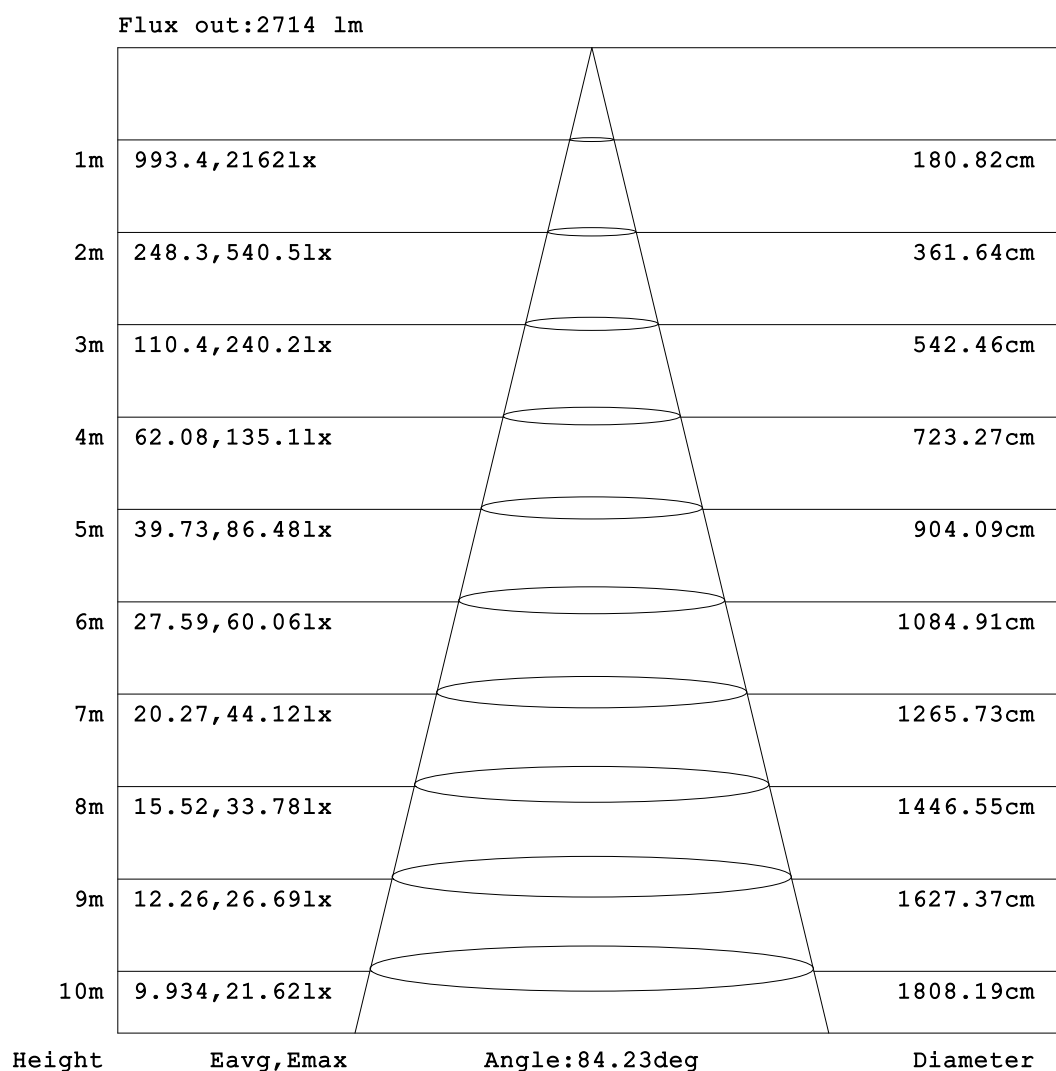 Flux out:2714 lm
1m 993.4,2162lx 180.82cm
2m 248.3,540.5lx 361.64cm
3m 110.4,240.2lx 542.46cm
4m 62.08,135.1lx 723.27cm
5m 39.73,86.48lx 904.09cm
6m 27.59,60.06lx 1084.91cm
7m 20.27,44.12lx 1265.73cm
8m 15.52,33.78lx 1446.55cm
9m 12.26,26.69lx 1627.37cm
10m 9.934,21.62lx 1808.19cm
Height Eavg,Emax Angle:84.23deg Diameter